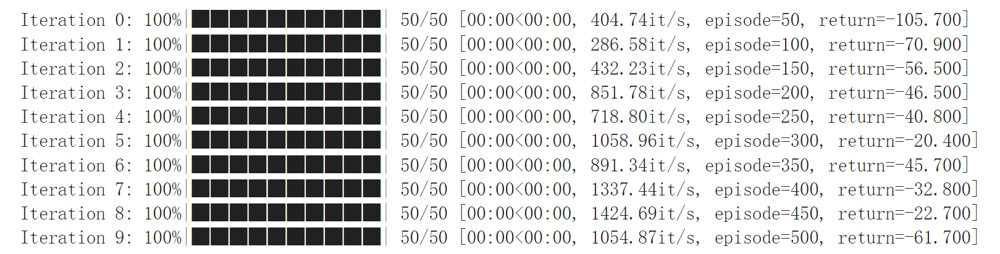 Iteration 0: 100%|██████████| 50/50 [00:00<00:00, 404.74it/s, episode=50, return=-105.700]
Iteration 1: 100%|██████████| 50/50 [00:00<00:00, 286.58it/s, episode=100, return=-70.900]
Iteration 2: 100%|██████████| 50/50 [00:00<00:00, 432.23it/s, episode=150, return=-56.500]
Iteration 3: 100%|██████████| 50/50 [00:00<00:00, 851.78it/s, episode=200, return=-46.500]
Iteration 4: 100%|██████████| 50/50 [00:00<00:00, 718.80it/s, episode=250, return=-40.800]
Iteration 5: 100%|██████████| 50/50 [00:00<00:00, 1058.96it/s, episode=300, return=-20.400]
Iteration 6: 100%|██████████| 50/50 [00:00<00:00, 891.34it/s, episode=350, return=-45.700]
Iteration 7: 100%|██████████| 50/50 [00:00<00:00, 1337.44it/s, episode=400, return=-32.800]
Iteration 8: 100%|██████████| 50/50 [00:00<00:00, 1424.69it/s, episode=450, return=-22.700]
Iteration 9: 100%|██████████| 50/50 [00:00<00:00, 1054.87it/s, episode=500, return=-61.700]